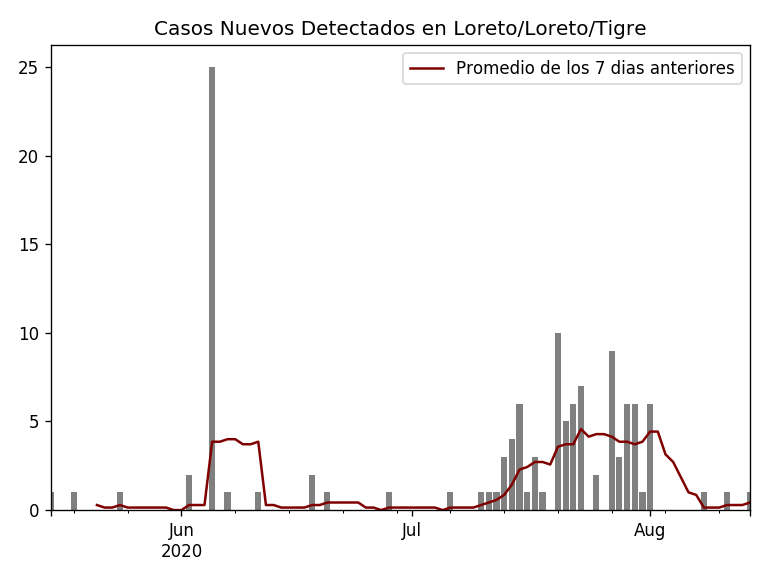 Casos Nuevos Detectados en Loreto/Loreto/Tigre
Promedio de los 7 dias anteriores
25
20
15
10
5
0
Jun
2020
Jul
Aug